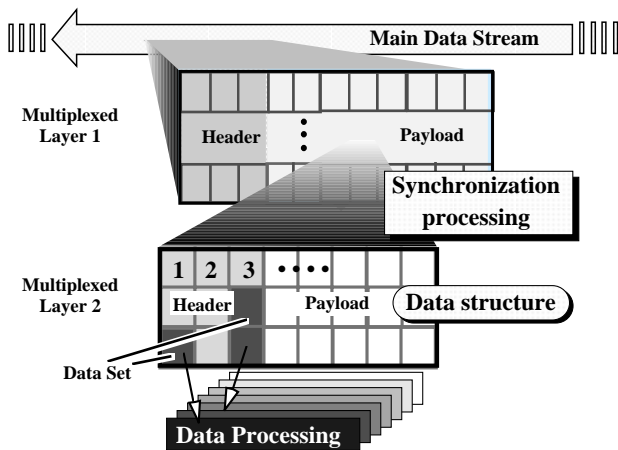 Main Data Stream
Multiplexed
Layer 1
Header
Payload
Synchronization
processing
Multiplexed
Layer 2
1 2 3
Header
Payload
Data structure
Data Set
Data Processing